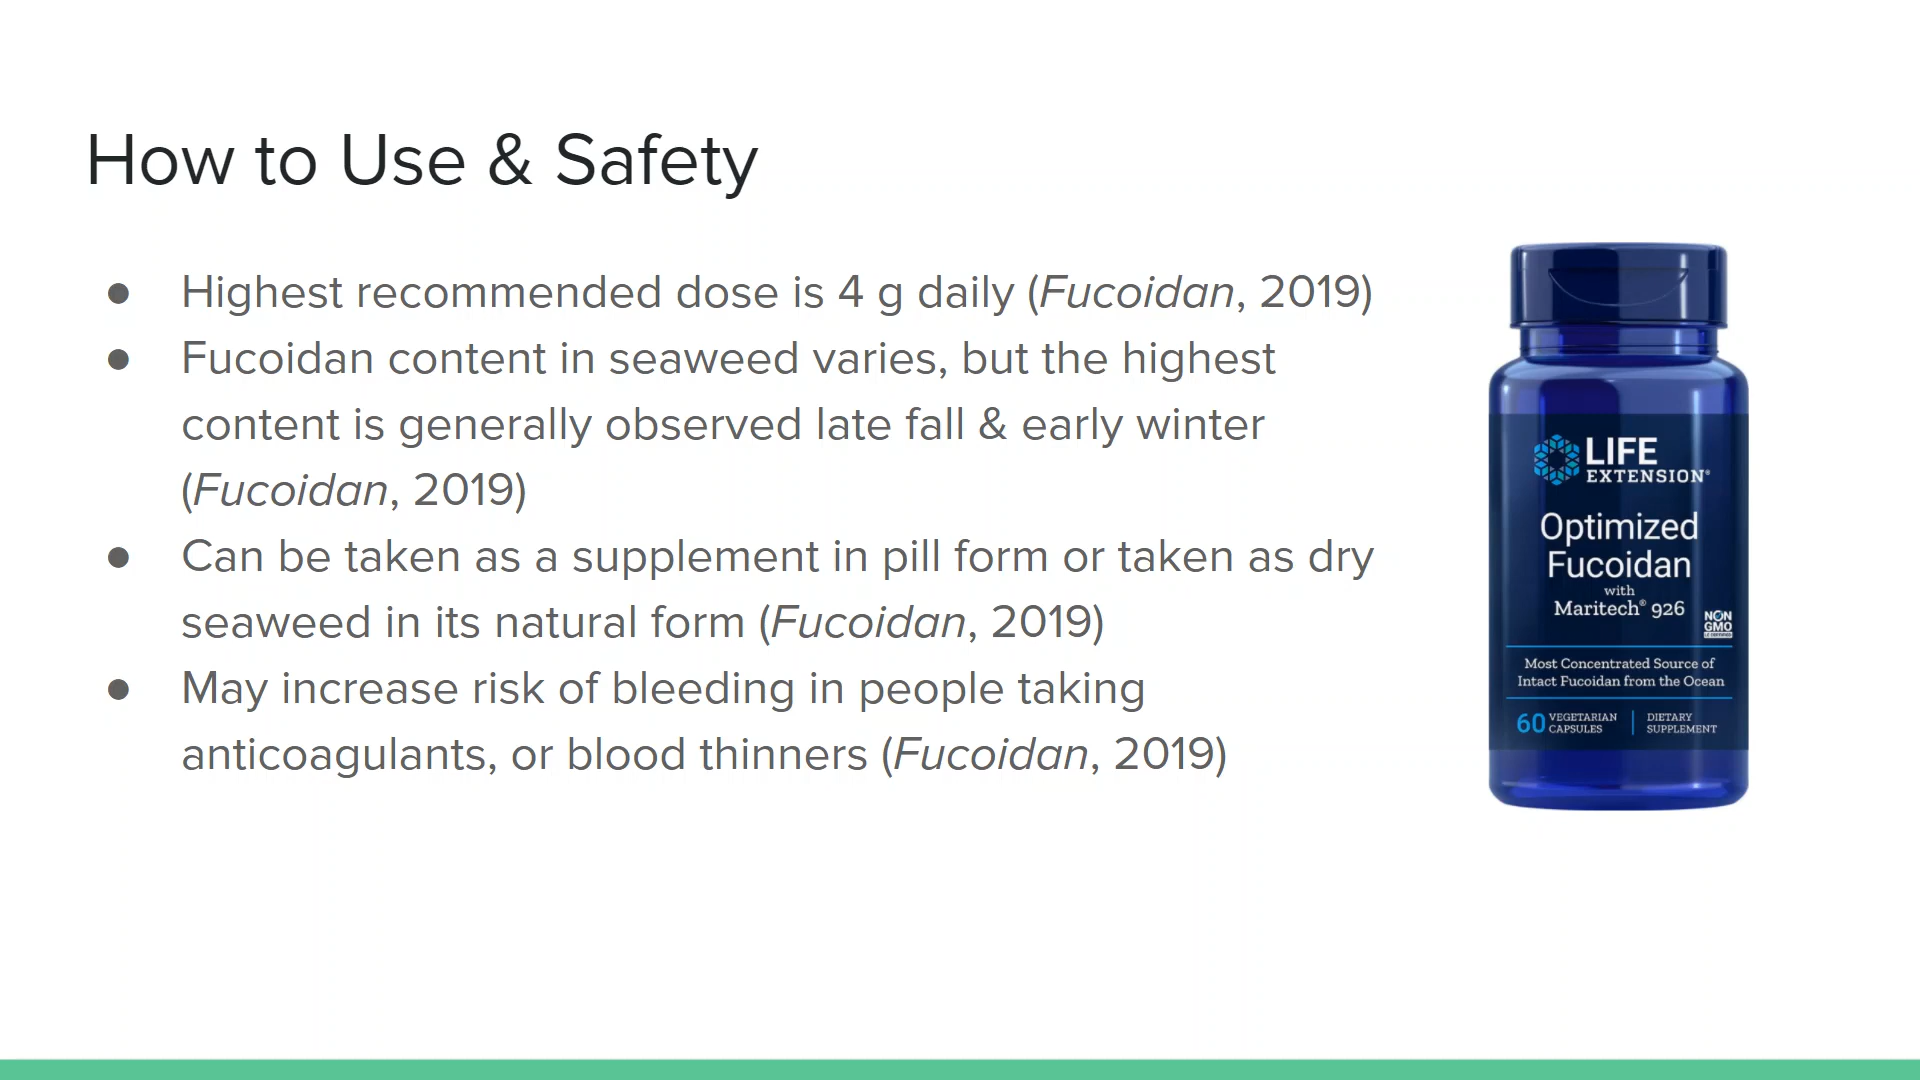 How to Use & Safety
● Highest recommended dose is 4 g daily (Fucoidan, 2019)
● Fucoidan content in seaweed varies, but the highest
content is generally observed late fall & early winter
(Fucoidan, 2019)
● Can be taken as a supplement in pill form or taken as dry
seaweed in its natural form (Fucoidan, 2019)
● May increase risk of bleeding in people taking
anticoagulants, or blood thinners (Fucoidan, 2019)
LIFE
EXTENSION®
Optimized
Fucoidan
with
Maritech® 926
NON
GMO
Most Concentrated Source of
Intact Fucoidan from the Ocean
60 VEGETARIAN CAPSULES
DIETARY
SUPPLEMENT